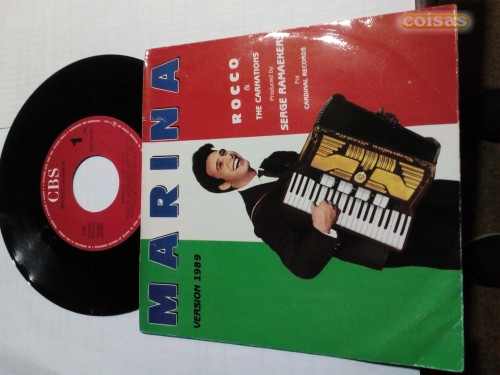 coisas
MARINA
VERSION 1989
ROCCO
&
THE CARNATIONS
Produced by
SERGE RAMAEKERS
For
CARDINAL RECORDS
CBS
1